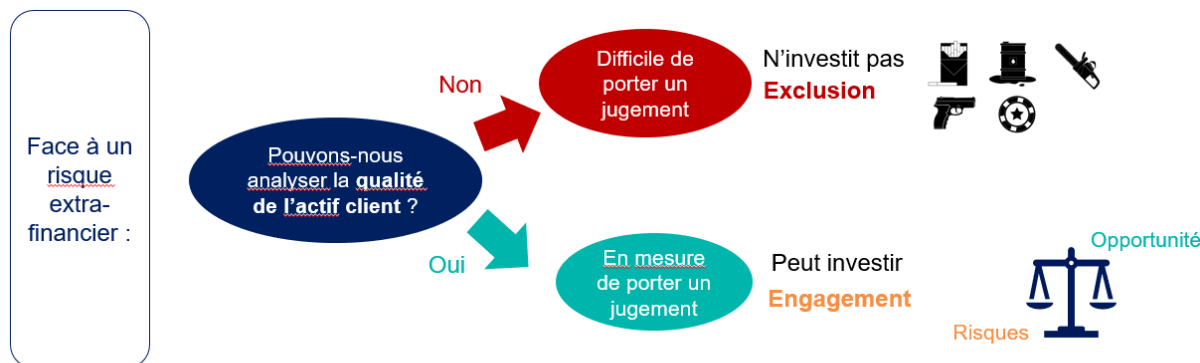 Face à un
risque
extra-
financier :
Pouvons-nous
analyser la qualité
de l'actif client ?
Non
Difficile de
porter un
jugement
N'investit pas
Exclusion
Oui
En mesure
de porter un
jugement
Peut investir
Engagement
Opportunité
Risques